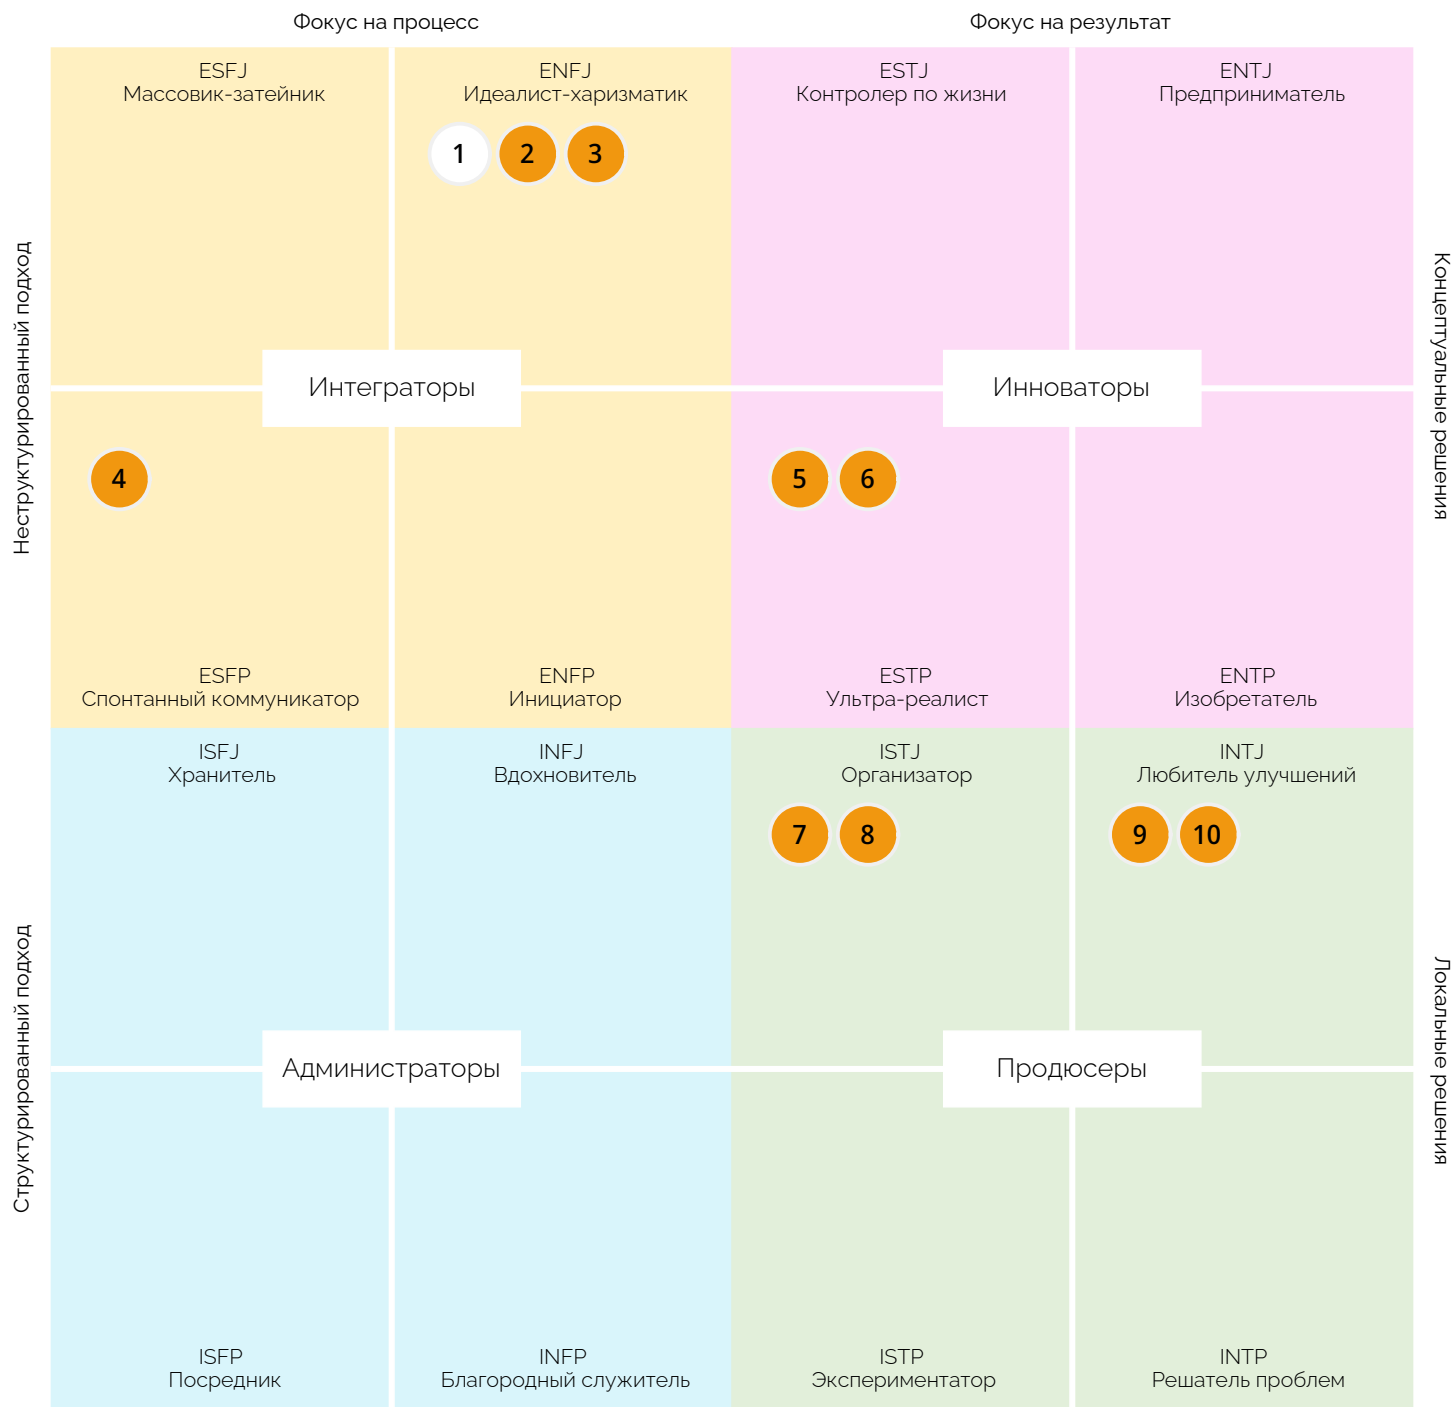 Фокус на процесс
Фокус на результат
ESFJ
Массовик-затейник
ENFJ
Идеалист-харизматик
ESTJ
Контролер по жизни
ENTJ
Предприниматель
1
2
3
Неструктурированный подход
Концептуальные решения
Интеграторы
Инноваторы
4
5
6
ESFP
Спонтанный коммуникатор
ENFP
Инициатор
ESTP
Ультра-реалист
ENTP
Изобретатель
ISFJ
Хранитель
INFJ
Вдохновитель
ISTJ
Организатор
INTJ
Любитель улучшений
7
8
9
10
Структурированный подход
Локальные решения
Администраторы
Продюсеры
ISFP
Посредник
INFP
Благородный служитель
ISTP
Экспериментатор
INTP
Решатель проблем